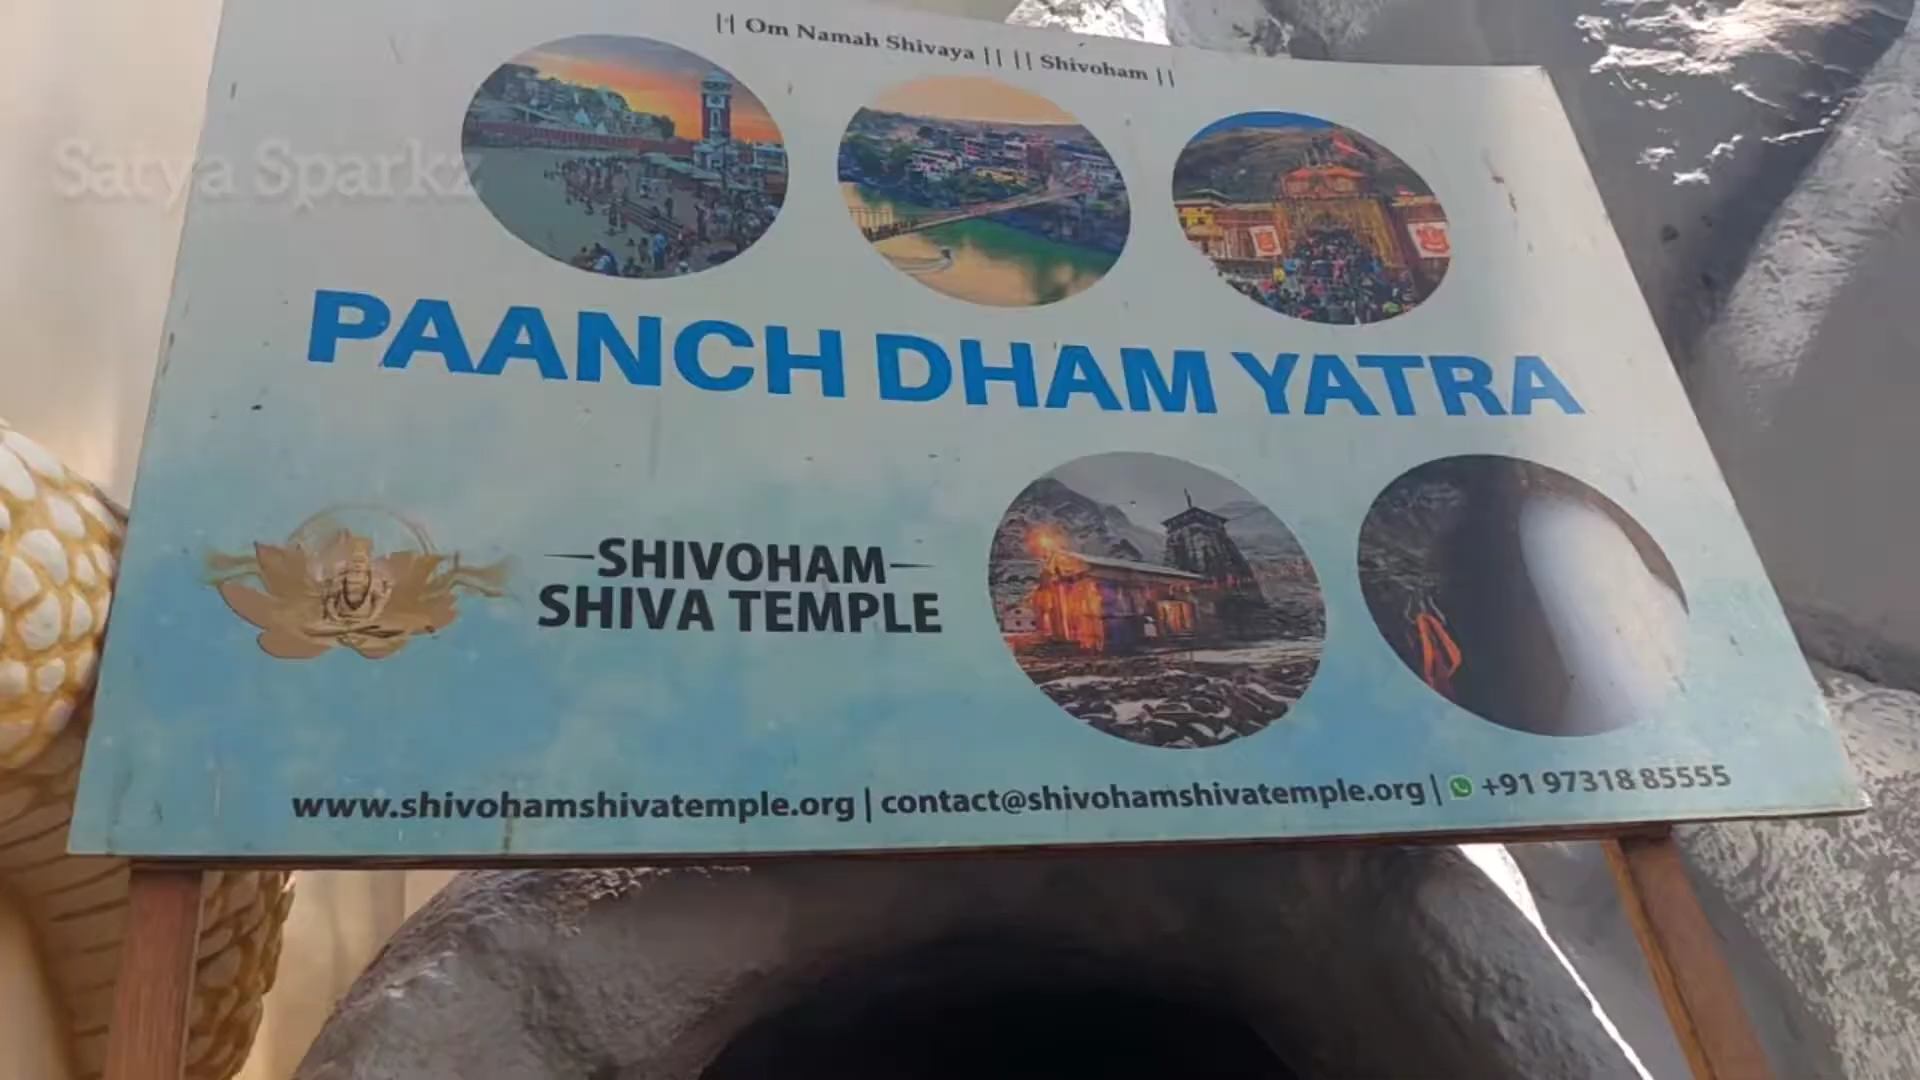 || Om Namah Shivaya || || Shivoham ||
Satya Sparkz
PAANCH DHAM YATRA
SHIVOHAM
SHIVA TEMPLE
www.shivohamshivatemple.org | contact@shivohamshivatemple.org | +91 97318 85555